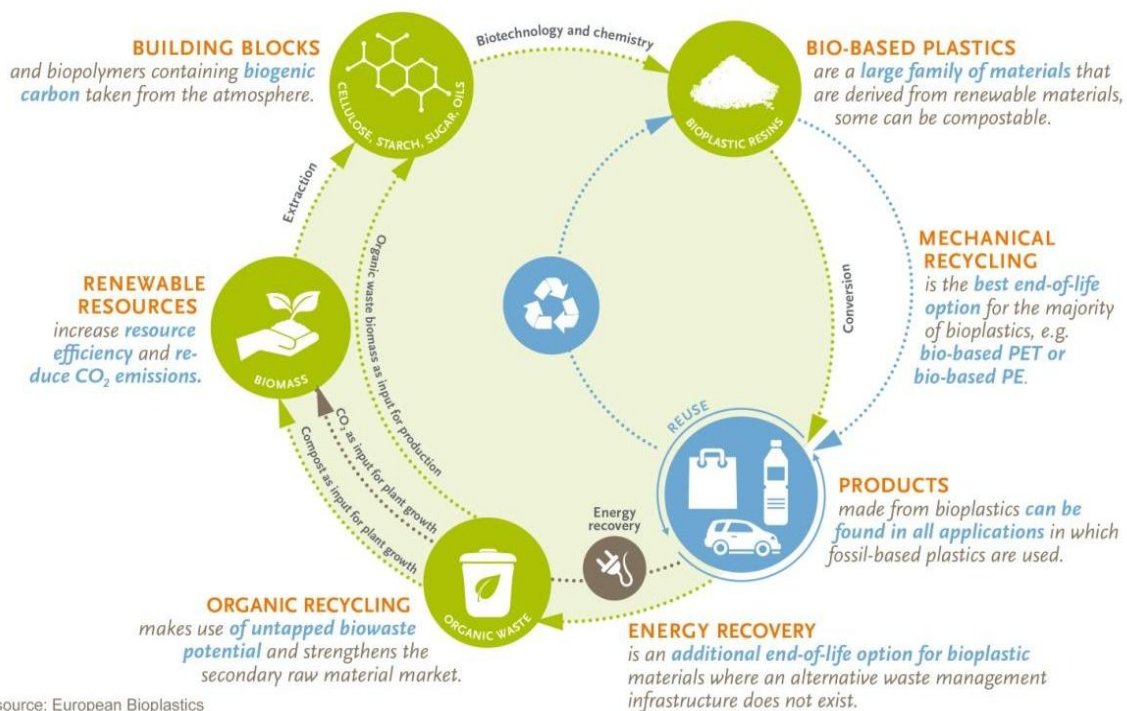 BUILDING BLOCKS
and biopolymers containing biogenic
carbon taken from the atmosphere.
CELLULOSE, STARCH, SUGAR, OILS
Biotechnology and chemistry
BIO-BASED PLASTICS
are a large family of materials that
are derived from renewable materials,
some can be compostable.
BIOPLASTIC RESINS
Extraction
RENEWABLE
RESOURCES
increase resource
efficiency and re-
duce CO₂ emissions.
BIOMASS
Organic waste biomass as input for production
CO₂ as input for plant growth
Compost as input for plant growth
Conversion
MECHANICAL
RECYCLING
is the best end-of-life
option for the majority
of bioplastics, e.g.
bio-based PET or
bio-based PE.
REUSE
PRODUCTS
made from bioplastics can be
found in all applications in which
fossil-based plastics are used.
Energy
recovery
ORGANIC WASTE
ORGANIC RECYCLING
makes use of untapped biowaste
potential and strengthens the
secondary raw material market.
ENERGY RECOVERY
is an additional end-of-life option for bioplastic
materials where an alternative waste management
infrastructure does not exist.
source: European Bioplastics